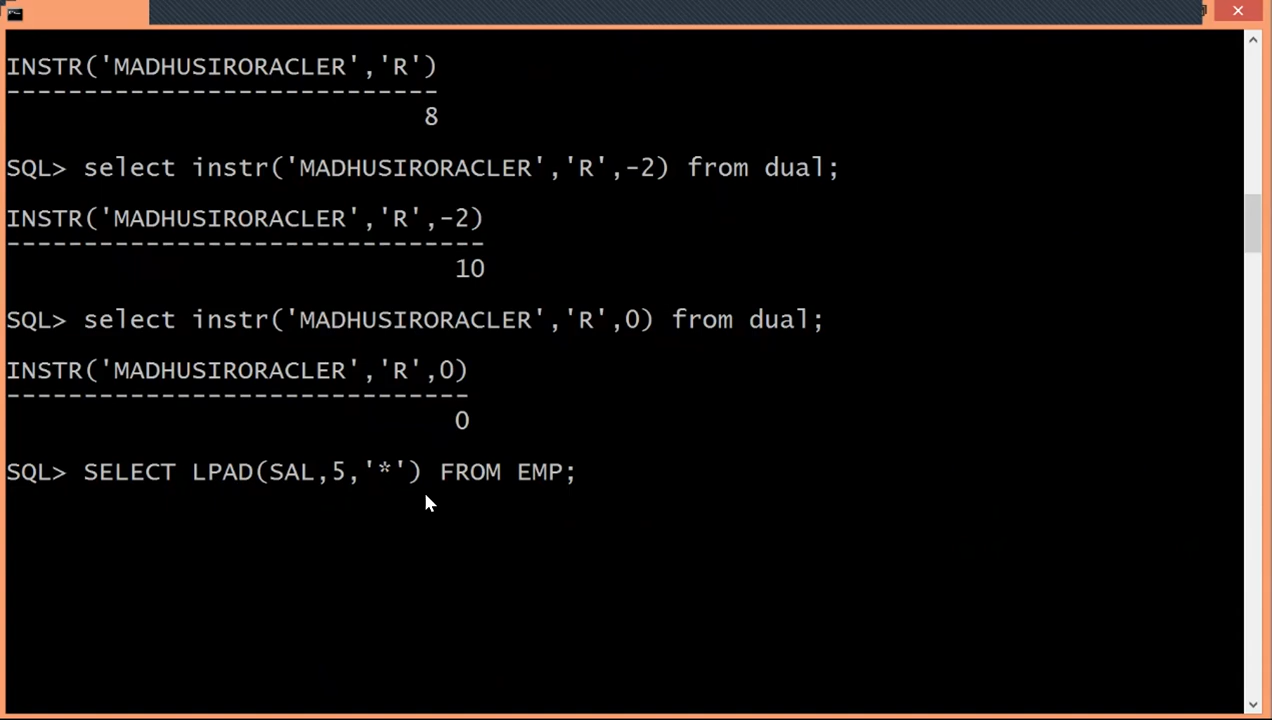 INSTR('MADHUSIRORACLER','R')
----------------------------
8
SQL> select instr('MADHUSIRORACLER','R',-2) from dual;
INSTR('MADHUSIRORACLER','R',-2)
-------------------------------
10
SQL> select instr('MADHUSIRORACLER','R',0) from dual;
INSTR('MADHUSIRORACLER','R',0)
------------------------------
0
SQL> SELECT LPAD(SAL,5,'*') FROM EMP;